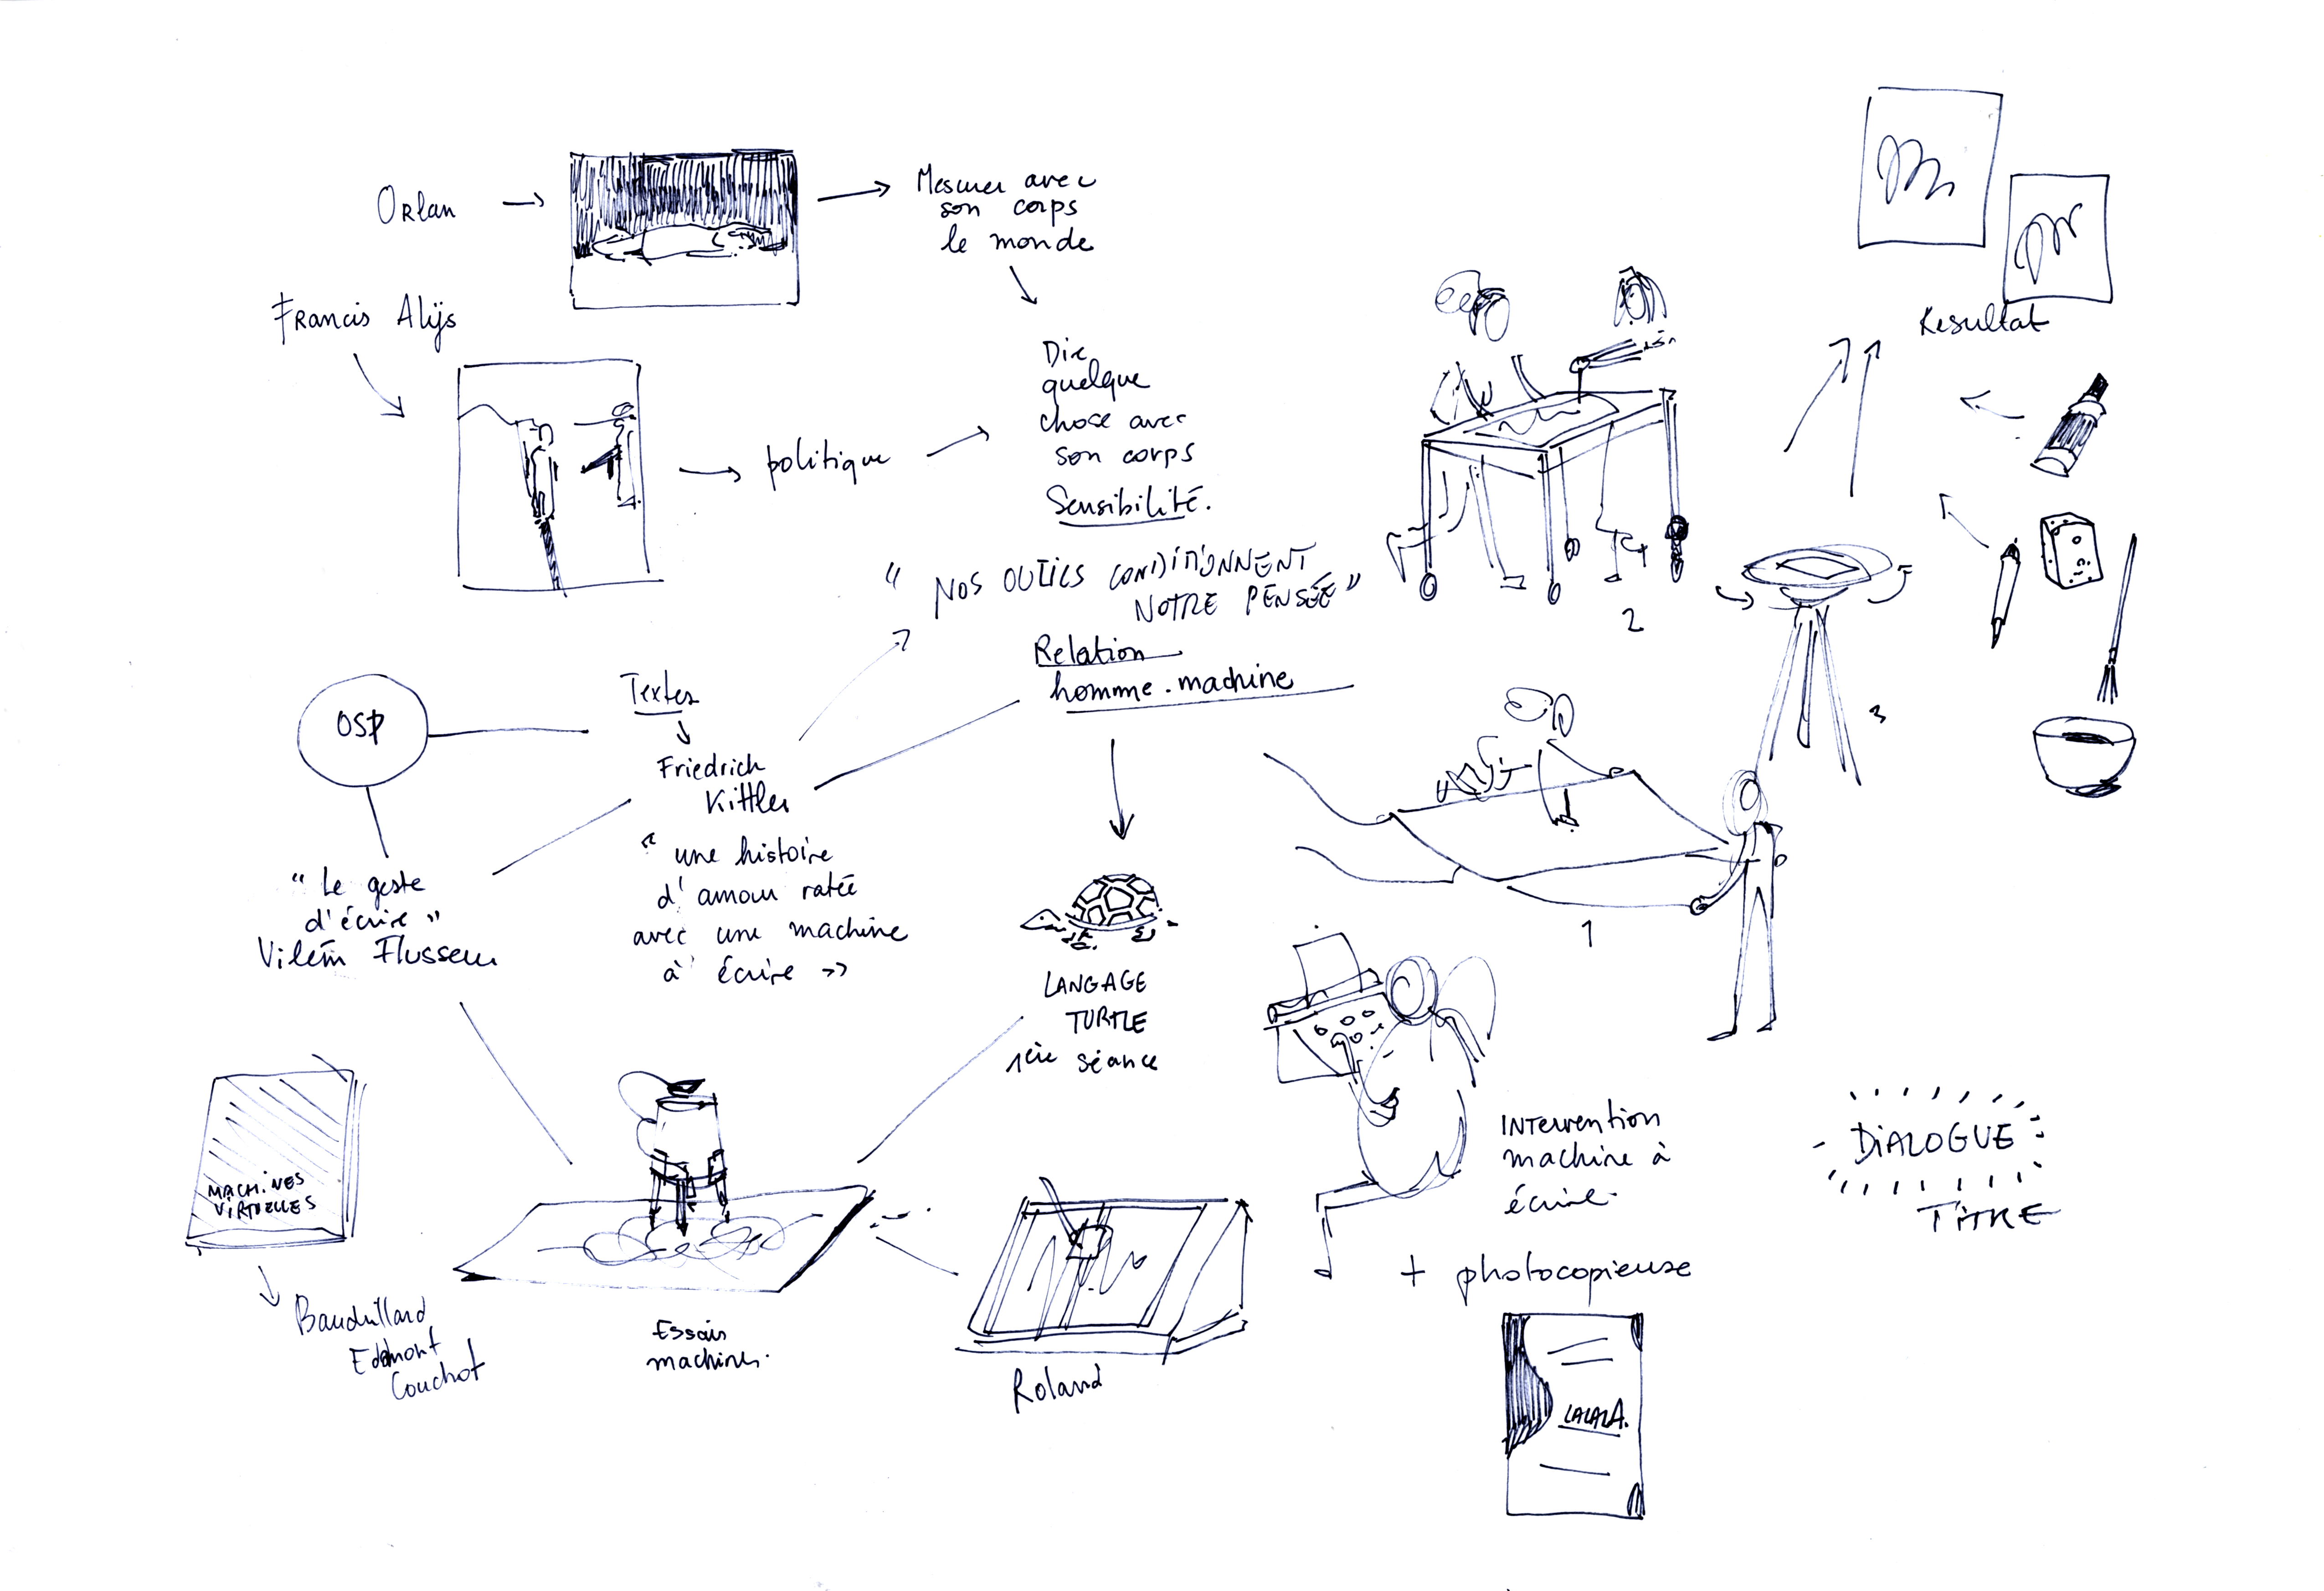 Orlan
Mesurer avec
son corps
le monde
Francis Alijs
politique
Dire
quelque
chose avec
son corps
Sensibilité.
Resultat
2
3
1
" NOS OUTILS CONDITIONNENT
NOTRE PENSÉE "
Relation
homme.machine
OSP
Textes
Friedrich
Kittler
" une histoire
d'amour ratée
avec une machine
à écrire "
" Le geste
d'écrire "
Vilém Flusseur
LANGAGE
TURTLE
1ère séance
MACHINES
VIRTUELLES
Baudrillard
Edmont
Couchot
Essais
machines.
Roland
INTervention
machine à
écrire.
+ photocopieuse
LALALA.
DIALOGUE
TITRE